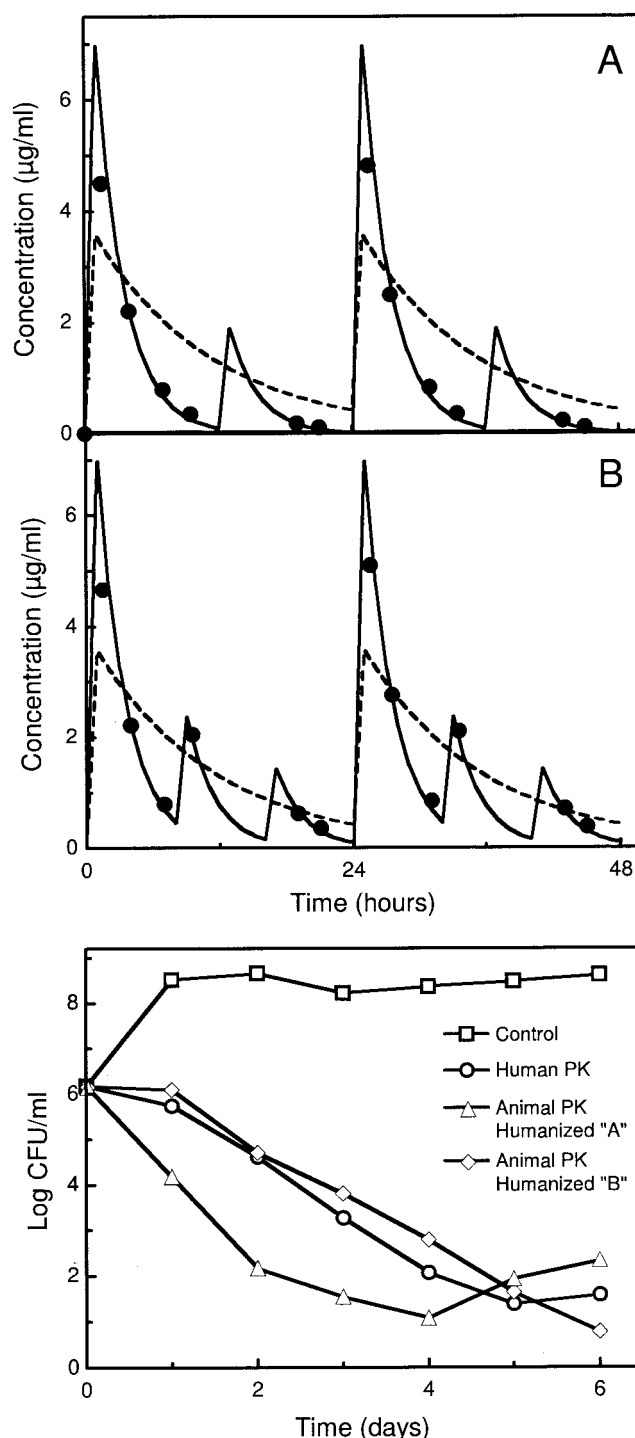 A
Concentration (µg/ml)
6
4
2
0
B
Concentration (µg/ml)
6
4
2
0
0
24
48
Time (hours)
Log CFU/ml
8
6
4
2
0
Control
Human PK
Animal PK
Humanized "A"
Animal PK
Humanized "B"
0
2
4
6
Time (days)